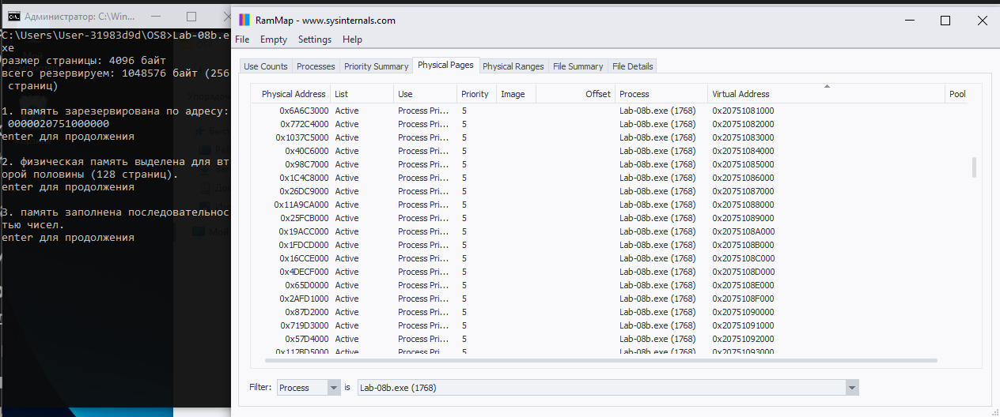 Администратор: C:\Win...
C:\Users\User-31983d9d\OS8>Lab-08b.e
xe
размер страницы: 4096 байт
всего резервируем: 1048576 байт (256
страниц)
1. память зарезервирована по адресу:
0000020751000000
enter для продолжения
2. физическая память выделена для вт
орой половины (128 страниц).
enter для продолжения
3. память заполнена последовательнос
тью чисел.
enter для продолжения
RamMap - www.sysinternals.com
File Empty Settings Help
Use Counts Processes Priority Summary Physical Pages Physical Ranges File Summary File Details
Physical Address List Use Priority Image Offset Process Virtual Address Pool
0x6A6C3000 Active Process Pri... 5 Lab-08b.exe (1768) 0x20751081000
0x772C4000 Active Process Pri... 5 Lab-08b.exe (1768) 0x20751082000
0x1037C5000 Active Process Pri... 5 Lab-08b.exe (1768) 0x20751083000
0x40C6000 Active Process Pri... 5 Lab-08b.exe (1768) 0x20751084000
0x98C7000 Active Process Pri... 5 Lab-08b.exe (1768) 0x20751085000
0x1C4C8000 Active Process Pri... 5 Lab-08b.exe (1768) 0x20751086000
0x26DC9000 Active Process Pri... 5 Lab-08b.exe (1768) 0x20751087000
0x11A9CA000 Active Process Pri... 5 Lab-08b.exe (1768) 0x20751088000
0x25FCB000 Active Process Pri... 5 Lab-08b.exe (1768) 0x20751089000
0x19ACC000 Active Process Pri... 5 Lab-08b.exe (1768) 0x2075108A000
0x1FDCD000 Active Process Pri... 5 Lab-08b.exe (1768) 0x2075108B000
0x16CCE000 Active Process Pri... 5 Lab-08b.exe (1768) 0x2075108C000
0x4DECF000 Active Process Pri... 5 Lab-08b.exe (1768) 0x2075108D000
0x65D0000 Active Process Pri... 5 Lab-08b.exe (1768) 0x2075108E000
0x2AFD1000 Active Process Pri... 5 Lab-08b.exe (1768) 0x2075108F000
0x87D2000 Active Process Pri... 5 Lab-08b.exe (1768) 0x20751090000
0x719D3000 Active Process Pri... 5 Lab-08b.exe (1768) 0x20751091000
0x57D4000 Active Process Pri... 5 Lab-08b.exe (1768) 0x20751092000
0x112BD5000 Active Process Pri... 5 Lab-08b.exe (1768) 0x20751093000
Filter: Process is Lab-08b.exe (1768)